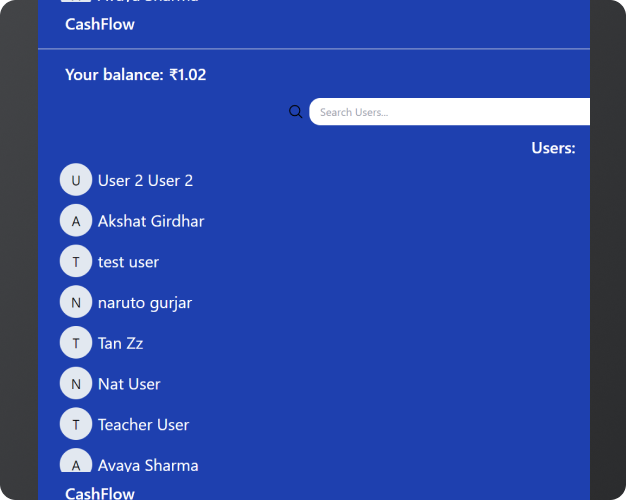 CashFlow
Your balance: ₹1.02
Search Users...
Users:
U User 2 User 2
A Akshat Girdhar
T test user
N naruto gurjar
T Tan Zz
N Nat User
T Teacher User
A Avaya Sharma
CashFlow